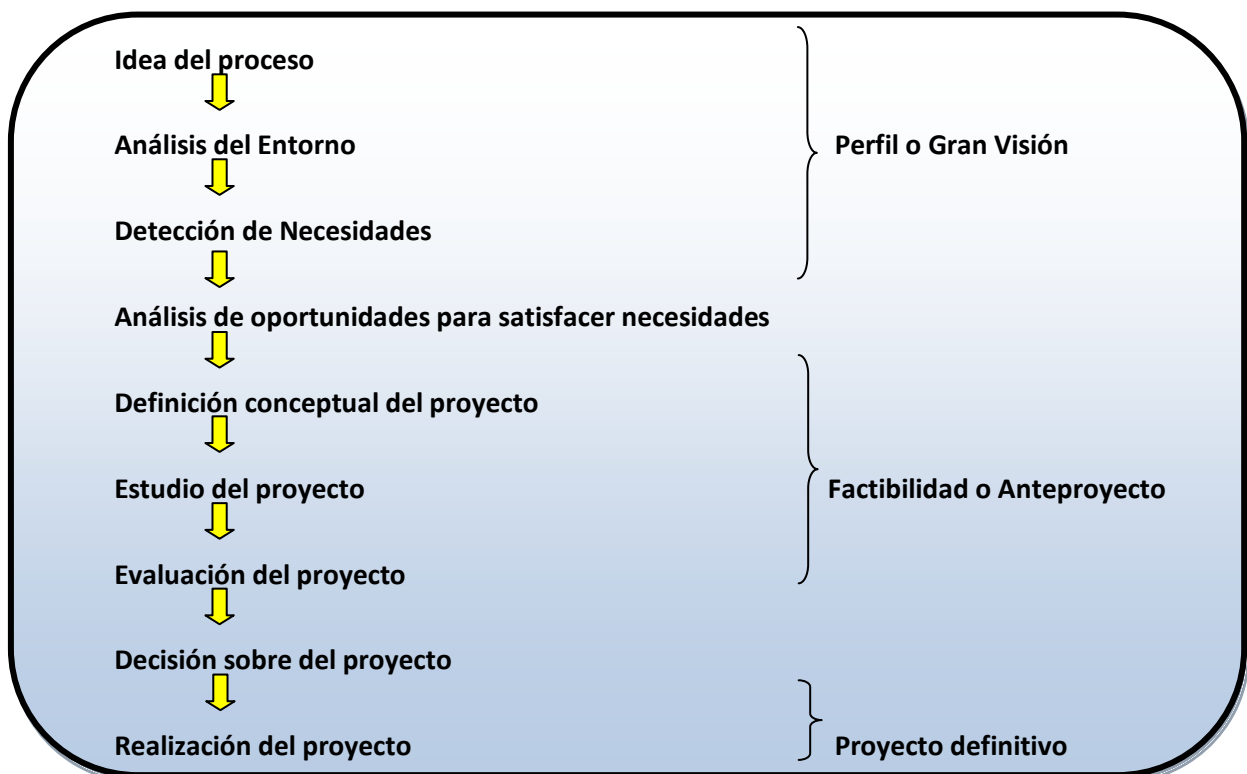 Idea del proceso
Análisis del Entorno
Perfil o Gran Visión
Detección de Necesidades
Análisis de oportunidades para satisfacer necesidades
Definición conceptual del proyecto
Estudio del proyecto
Factibilidad o Anteproyecto
Evaluación del proyecto
Decisión sobre del proyecto
Realización del proyecto
Proyecto definitivo